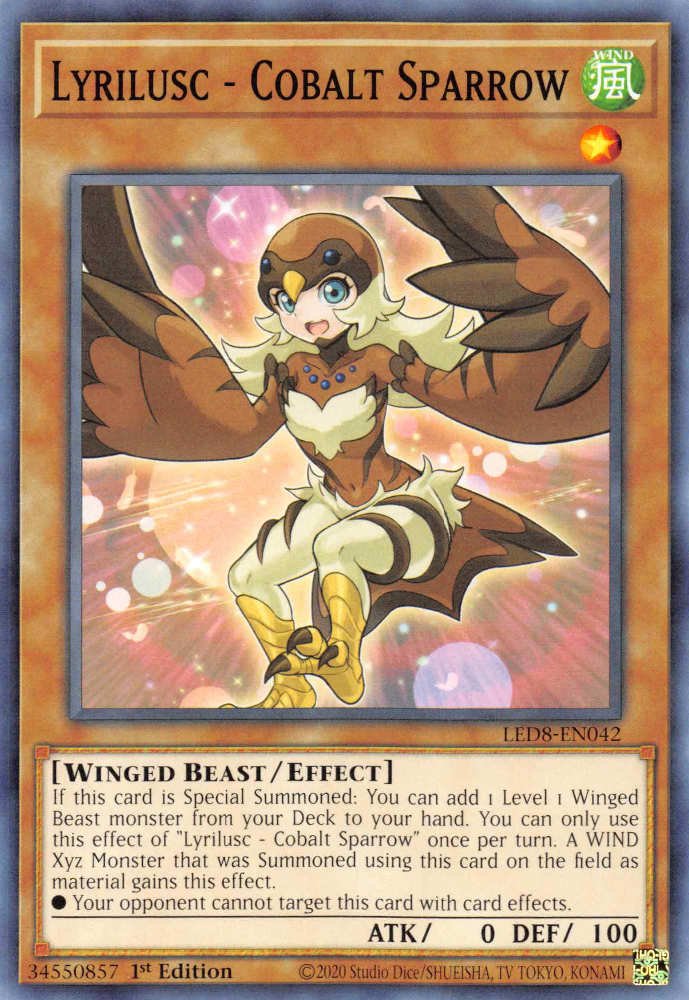 Lyrilusc - Cobalt Sparrow
WIND
風
LED8-EN042
[Winged Beast/Effect]
If this card is Special Summoned: You can add 1 Level 1 Winged
Beast monster from your Deck to your hand. You can only use
this effect of "Lyrilusc - Cobalt Sparrow" once per turn. A WIND
Xyz Monster that was Summoned using this card on the field as
material gains this effect.
● Your opponent cannot target this card with card effects.
ATK/ 0 DEF/ 100
34550857 1st Edition ©2020 Studio Dice/SHUEISHA, TV TOKYO, KONAMI